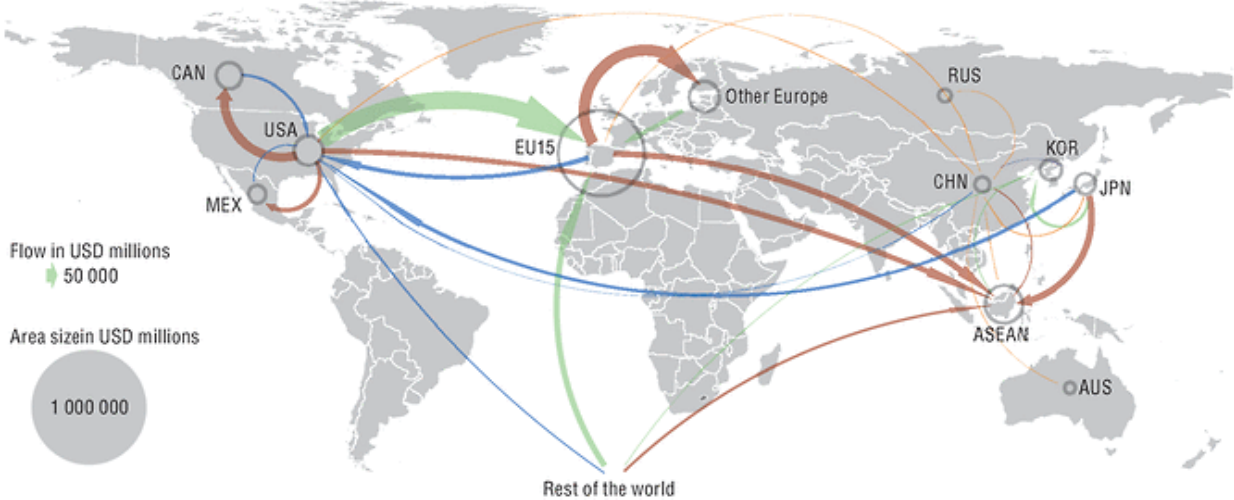 CAN
RUS
Other Europe
USA
EU15
KOR
CHN
JPN
MEX
Flow in USD millions
50 000
Area sizein USD millions
ASEAN
1 000 000
AUS
Rest of the world